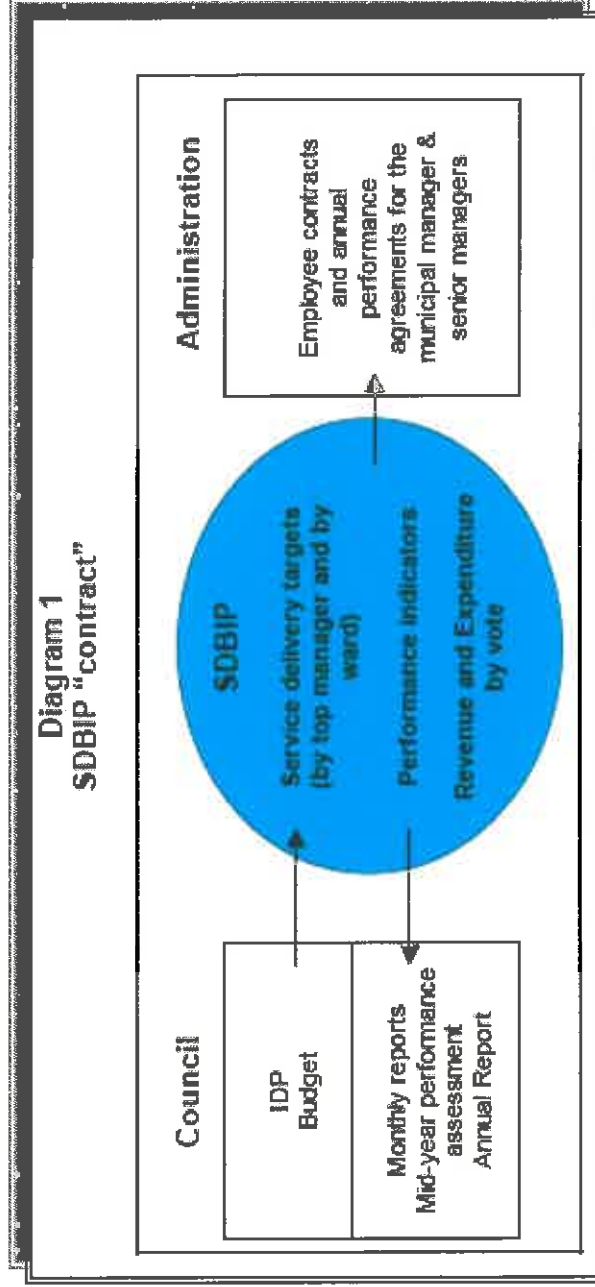 Diagram 1
SDBIP "contract"
Council
IDP
Budget
Monthly reports
Mid-year performance
assessment
Annual Report
SDBIP
Service delivery targets
(by top manager and by
ward)
Performance indicators
Revenue and Expenditure
by vote
Administration
Employee contracts
and annual
performance
agreements for the
municipal manager &
senior managers